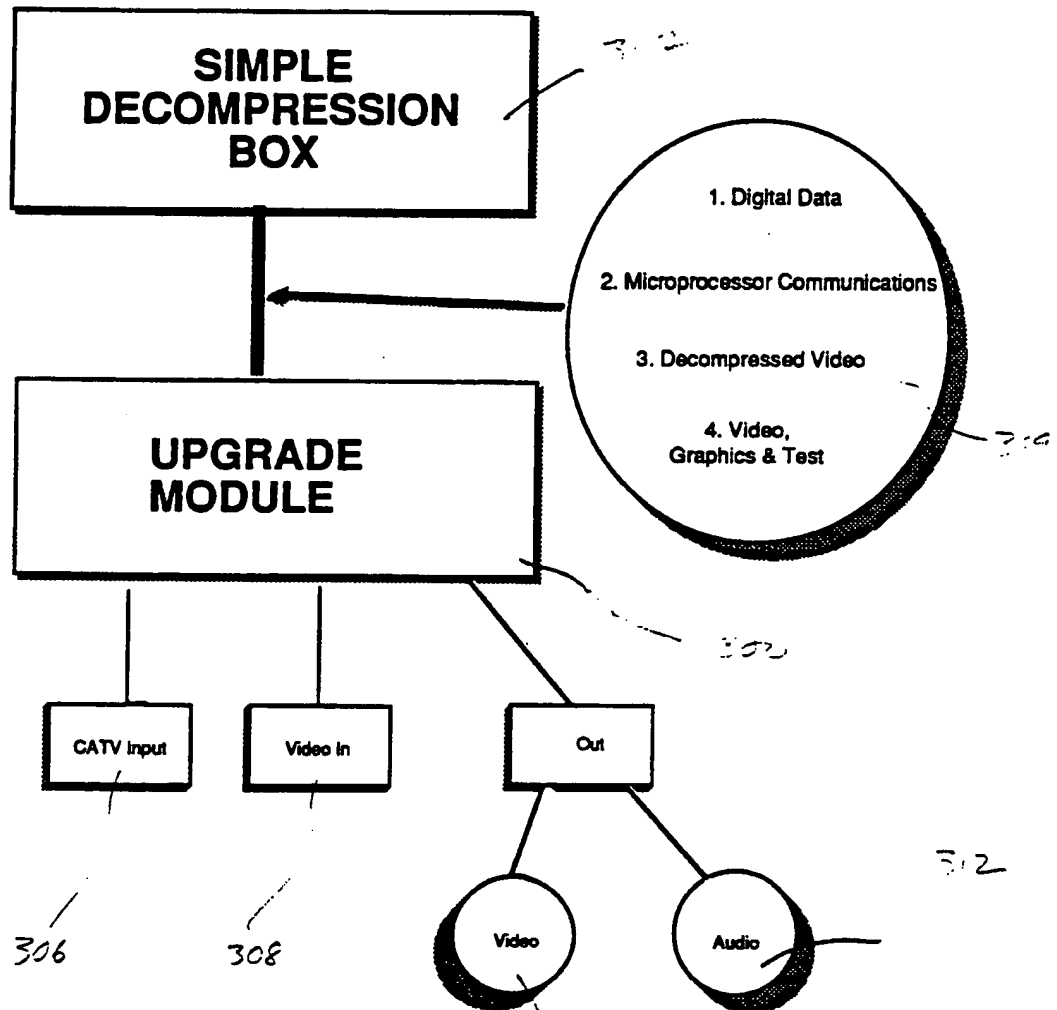 SIMPLE
DECOMPRESSION
BOX
1. Digital Data
2. Microprocessor Communications
3. Decompressed Video
4. Video,
Graphics & Test
UPGRADE
MODULE
CATV Input
Video In
Out
312
306
308
Video
Audio